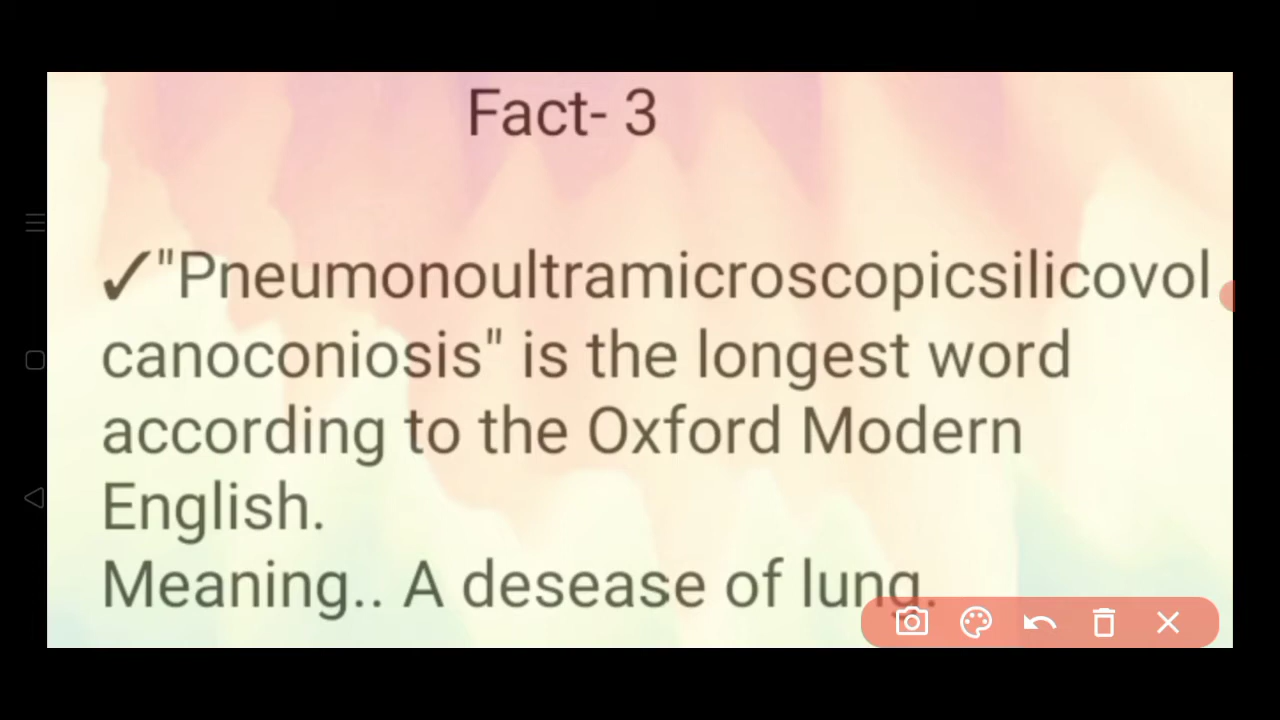 Fact- 3
✓"Pneumonoultramicroscopicsilicovol
canoconiosis" is the longest word
according to the Oxford Modern
English.
Meaning.. A desease of lung.